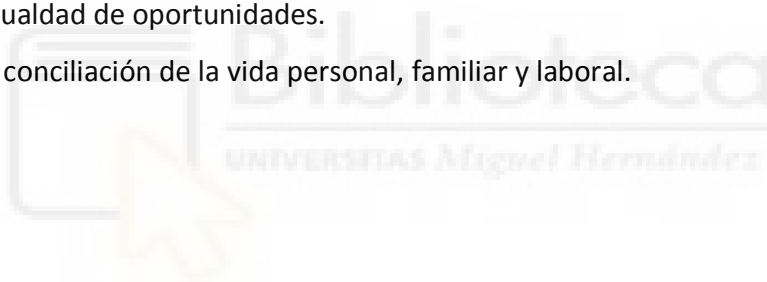 ualdad de oportunidades.
conciliación de la vida personal, familiar y laboral.
Biblioteca
UNIVERSITAS Miguel Hernández